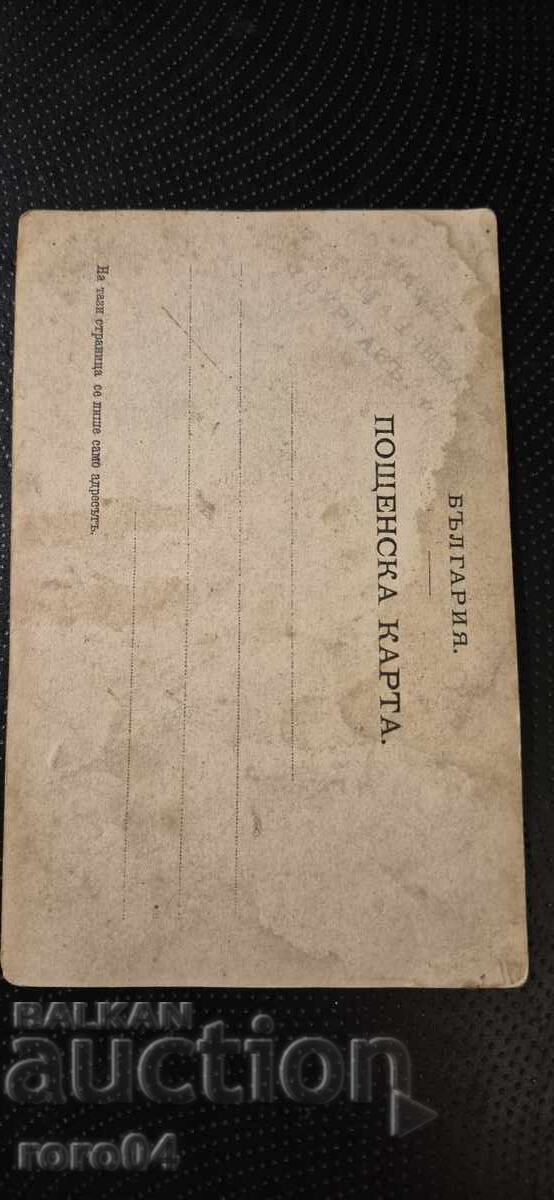 БЪЛГАРИЯ.
ПОЩЕНСКА КАРТА.
На тази страница се пише само адресътъ.
BALKAN
auction
roro04